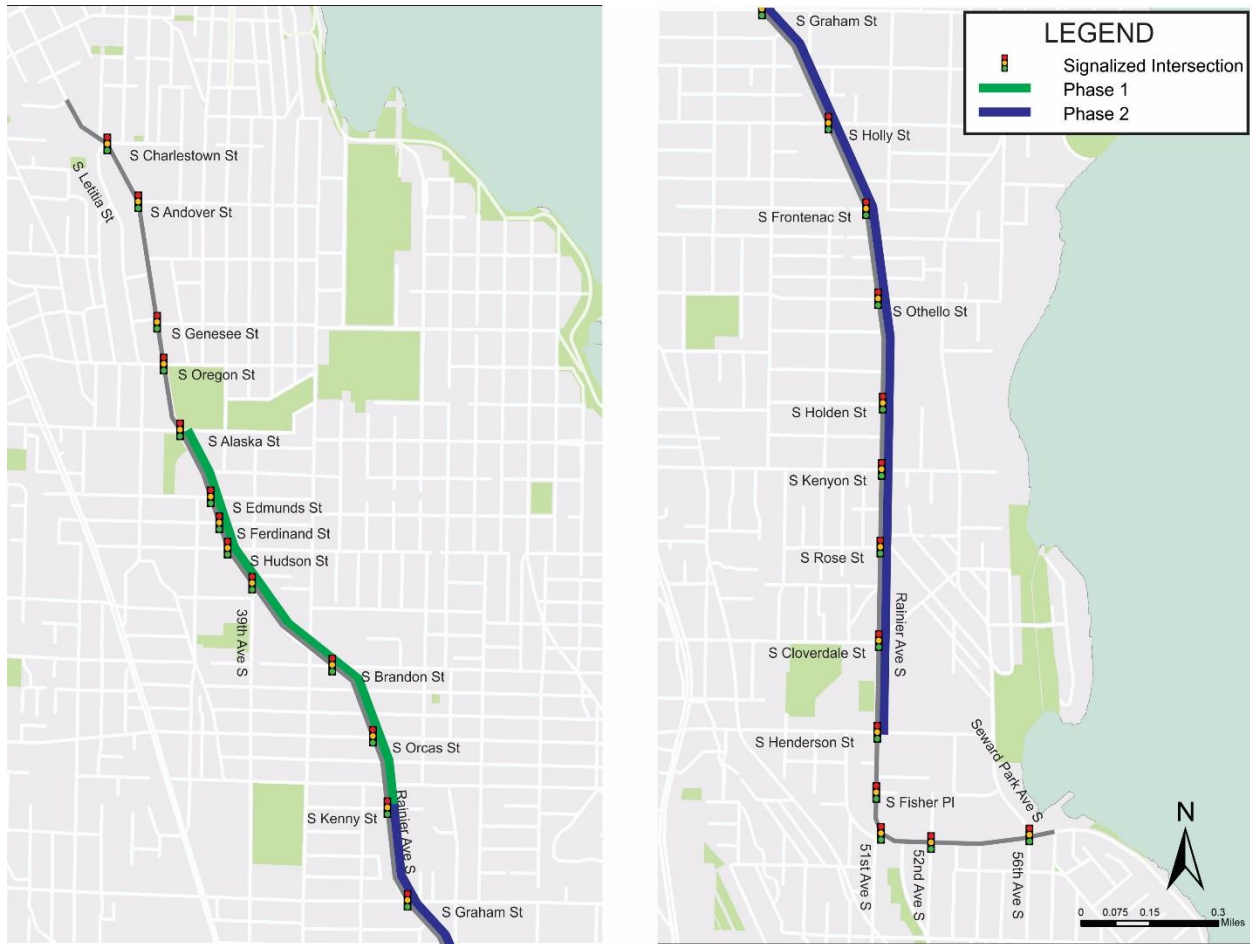 S Charlestown St
S Letitia St
S Andover St
S Genesee St
S Oregon St
S Alaska St
S Edmunds St
S Ferdinand St
S Hudson St
39th Ave S
S Brandon St
S Orcas St
S Kenny St
Rainier Ave S
S Graham St
S Graham St
S Holly St
S Frontenac St
S Othello St
S Holden St
S Kenyon St
S Rose St
Rainier Ave S
S Cloverdale St
S Henderson St
Seward Park Ave S
S Fisher Pl
51st Ave S
52nd Ave S
56th Ave S
LEGEND
Signalized Intersection
Phase 1
Phase 2
N
0 0.075 0.15 0.3
Miles